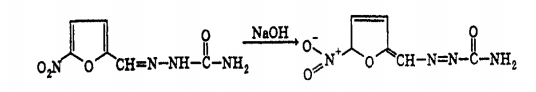 O₂N O CH=N-NH-C-NH₂ O
NaOH
O⁻ N⁺ O O CH-N=N-C-NH₂ O